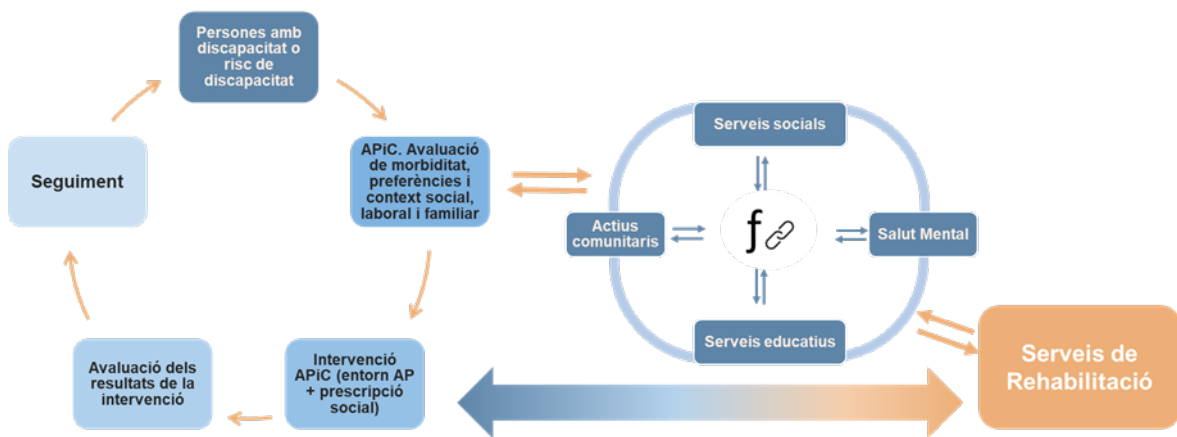 Persones amb
discapacitat o
risc de
discapacitat
APiC. Avaluació
de morbiditat,
preferències i
context social,
laboral i familiar
Intervenció
APiC (entorn AP
+ prescripció
social)
Avaluació dels
resultats de la
intervenció
Seguiment
Serveis socials
Actius
comunitaris
ƒ
Salut Mental
Serveis educatius
Serveis de
Rehabilitació